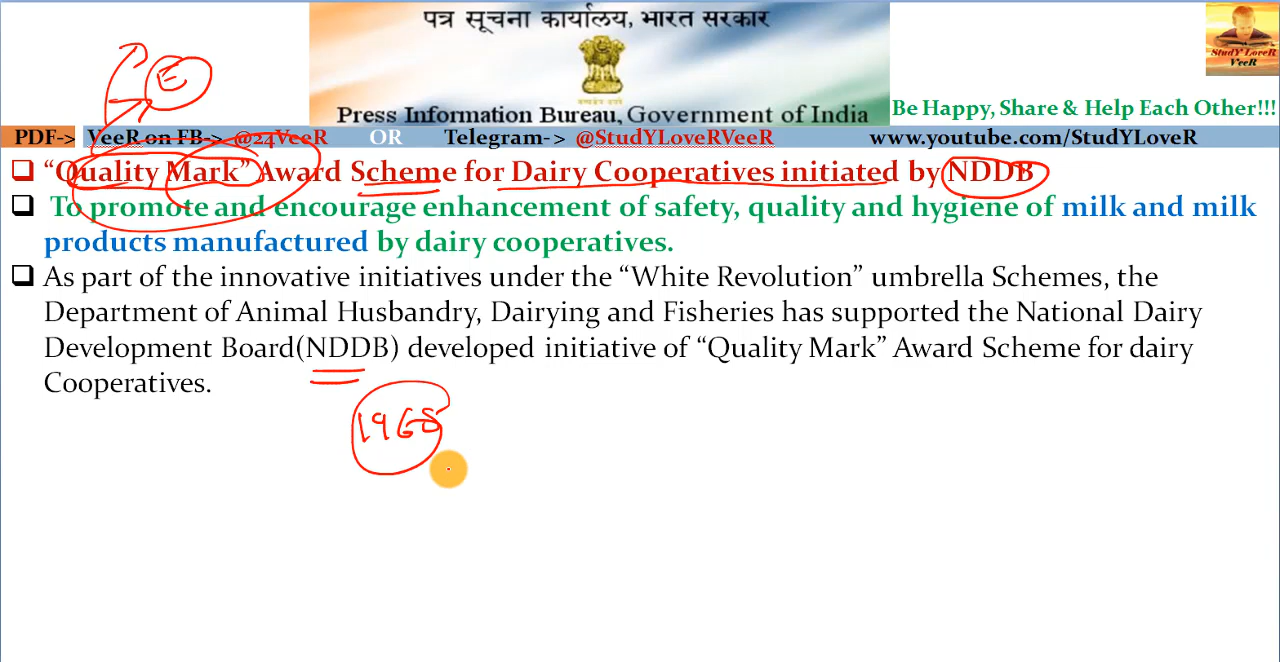 पत्र सूचना कार्यालय, भारत सरकार
Press Information Bureau, Government of India
StudY LoveR
VeeR
Be Happy, Share & Help Each Other!!!
E
PDF-> VeeR on FB-> @24VeeR OR Telegram-> @StudYLoveRVeeR www.youtube.com/StudYLoveR
“Quality Mark” Award Scheme for Dairy Cooperatives initiated by NDDB
To promote and encourage enhancement of safety, quality and hygiene of milk and milk
products manufactured by dairy cooperatives.
As part of the innovative initiatives under the “White Revolution” umbrella Schemes, the
Department of Animal Husbandry, Dairying and Fisheries has supported the National Dairy
Development Board(NDDB) developed initiative of “Quality Mark” Award Scheme for dairy
Cooperatives.